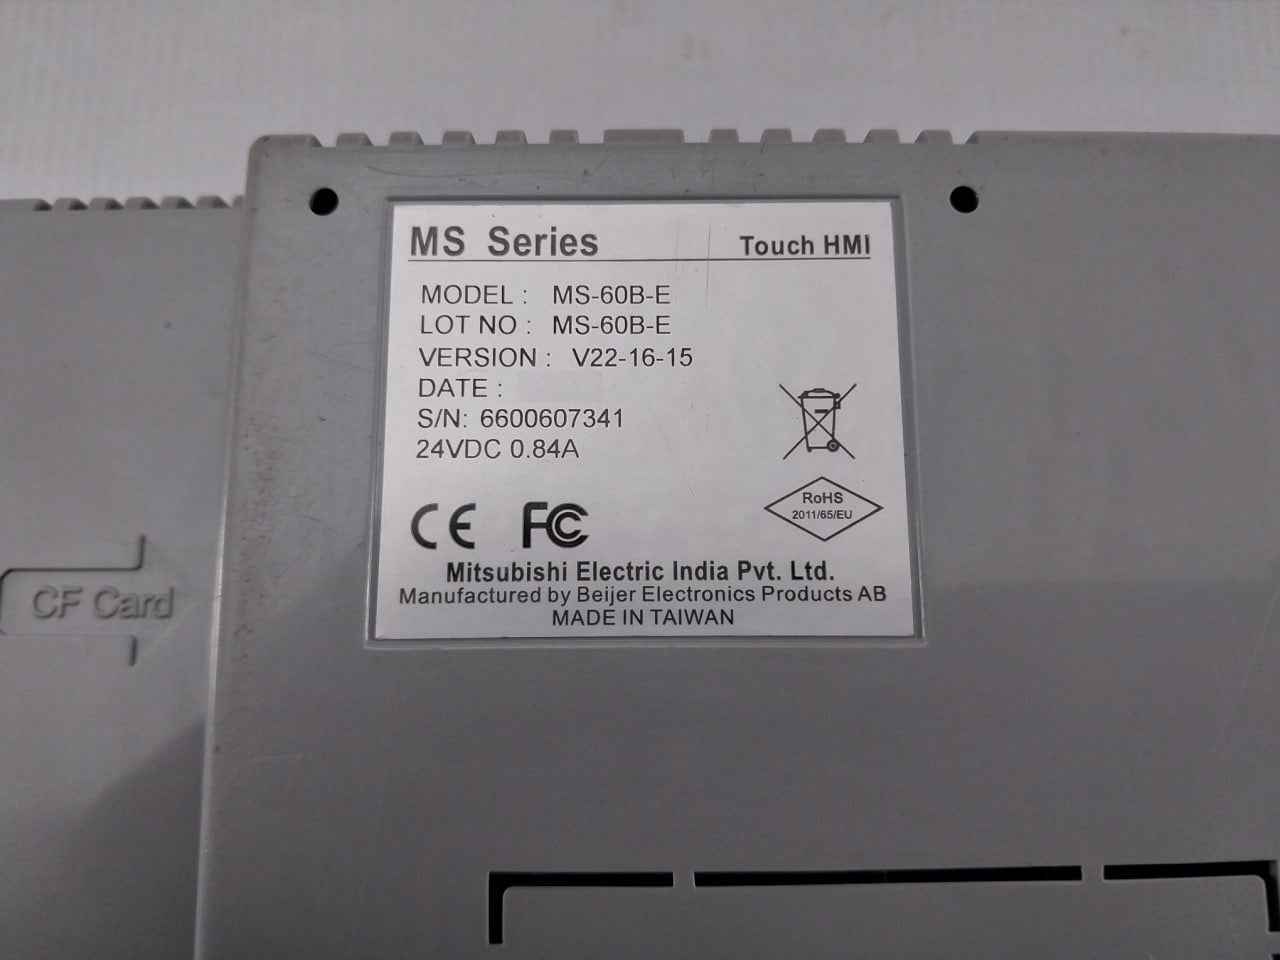 MS Series
Touch HMI
MODEL : MS-60B-E
LOT NO : MS-60B-E
VERSION : V22-16-15
DATE :
S/N: 6600607341
24VDC 0.84A
RoHS
2011/65/EU
CE FC
Mitsubishi Electric India Pvt. Ltd.
Manufactured by Beijer Electronics Products AB
MADE IN TAIWAN
CF Card